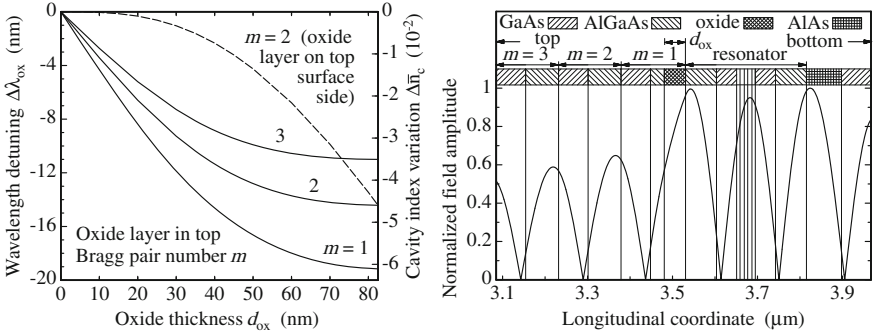 Wavelength detuning Δλ̂ox (nm)
0
-4
-8
-12
-16
-20
m = 2 (oxide
layer on top
surface
side)
3
2
m = 1
Oxide layer in top
Bragg pair number m
0
-1
-2
-3
-4
-5
-6
Cavity index variation Δn̄c (10⁻²)
0 10 20 30 40 50 60 70 80
Oxide thickness dox (nm)
GaAs AlGaAs oxide AlAs
top dox bottom
m = 3 m = 2 m = 1 resonator
Normalized field amplitude
1
0.8
0.6
0.4
0.2
0
3.1 3.3 3.5 3.7 3.9
Longitudinal coordinate (μm)